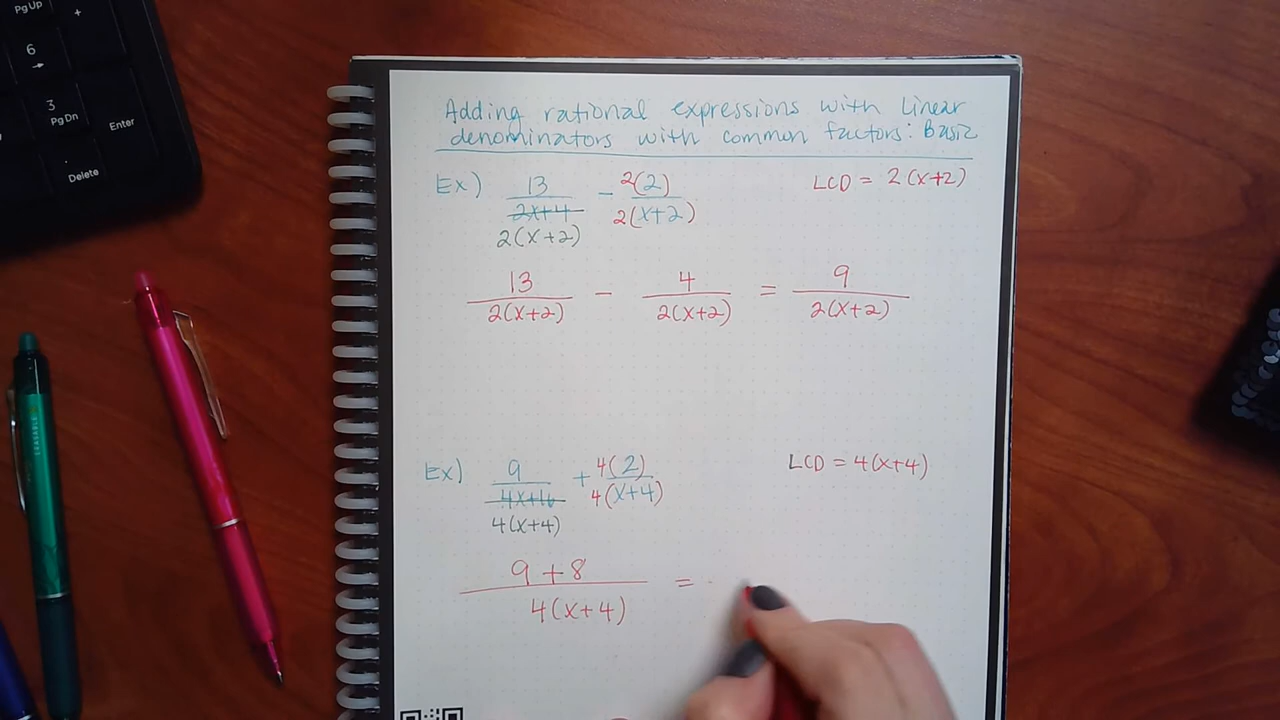 PgUp
+
6
→
3
PgDn
Enter
Delete
Adding rational expressions with linear
denominators with common factors: Basic
Ex) 13/(2x+4) − 2(2)/2(x+2) LCD = 2(x+2)
2(x+2)
13/2(x+2) − 4/2(x+2) = 9/2(x+2)
Ex) 9/(4x+16) + 4(2)/4(x+4) LCD = 4(x+4)
4(x+4)
(9+8)/4(x+4) =